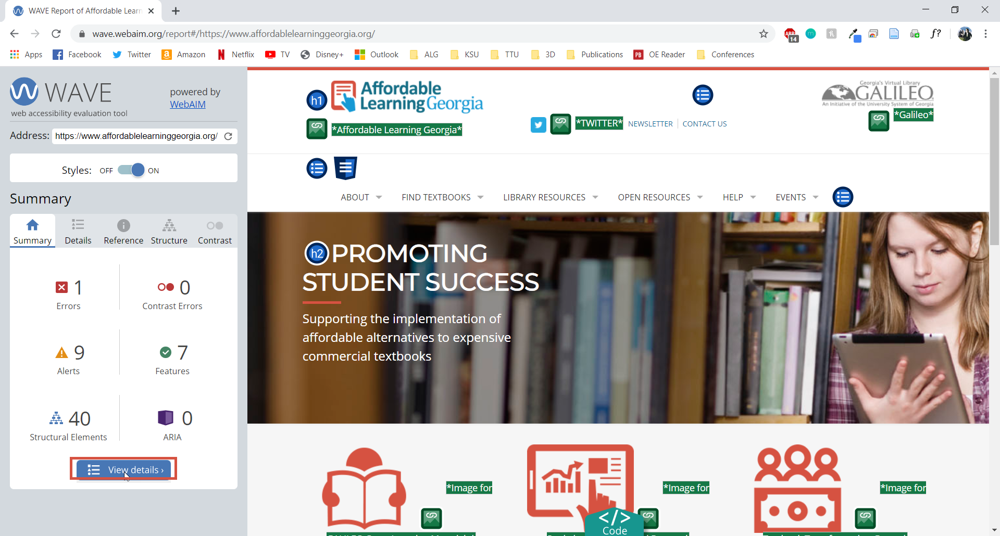 WAVE Report of Affordable Learn
wave.webaim.org/report#/https://www.affordablelearninggeorgia.org/
ABP
14
m
f?
Apps
Facebook
Twitter
Amazon
Netflix
TV
Disney+
Outlook
ALG
KSU
TTU
3D
Publications
PB
OE Reader
Conferences
WAVE
powered by
WebAIM
web accessibility evaluation tool
Address:
https://www.affordablelearninggeorgia.org/
Styles: OFF ON
Summary
Summary
Details
Reference
Structure
Contrast
1
Errors
0
Contrast Errors
9
Alerts
7
Features
40
Structural Elements
0
ARIA
View details ›
h1
Affordable
LearningGeorgia
*Affordable Learning Georgia*
*TWITTER*
NEWSLETTER
CONTACT US
Georgia's Virtual Library
GALILEO
An Initiative of the University System of Georgia
*Galileo*
ABOUT
FIND TEXTBOOKS
LIBRARY RESOURCES
OPEN RESOURCES
HELP
EVENTS
h2
PROMOTING
STUDENT SUCCESS
Supporting the implementation of
affordable alternatives to expensive
commercial textbooks
*Image for
*Image for
*Image for
</>
Code